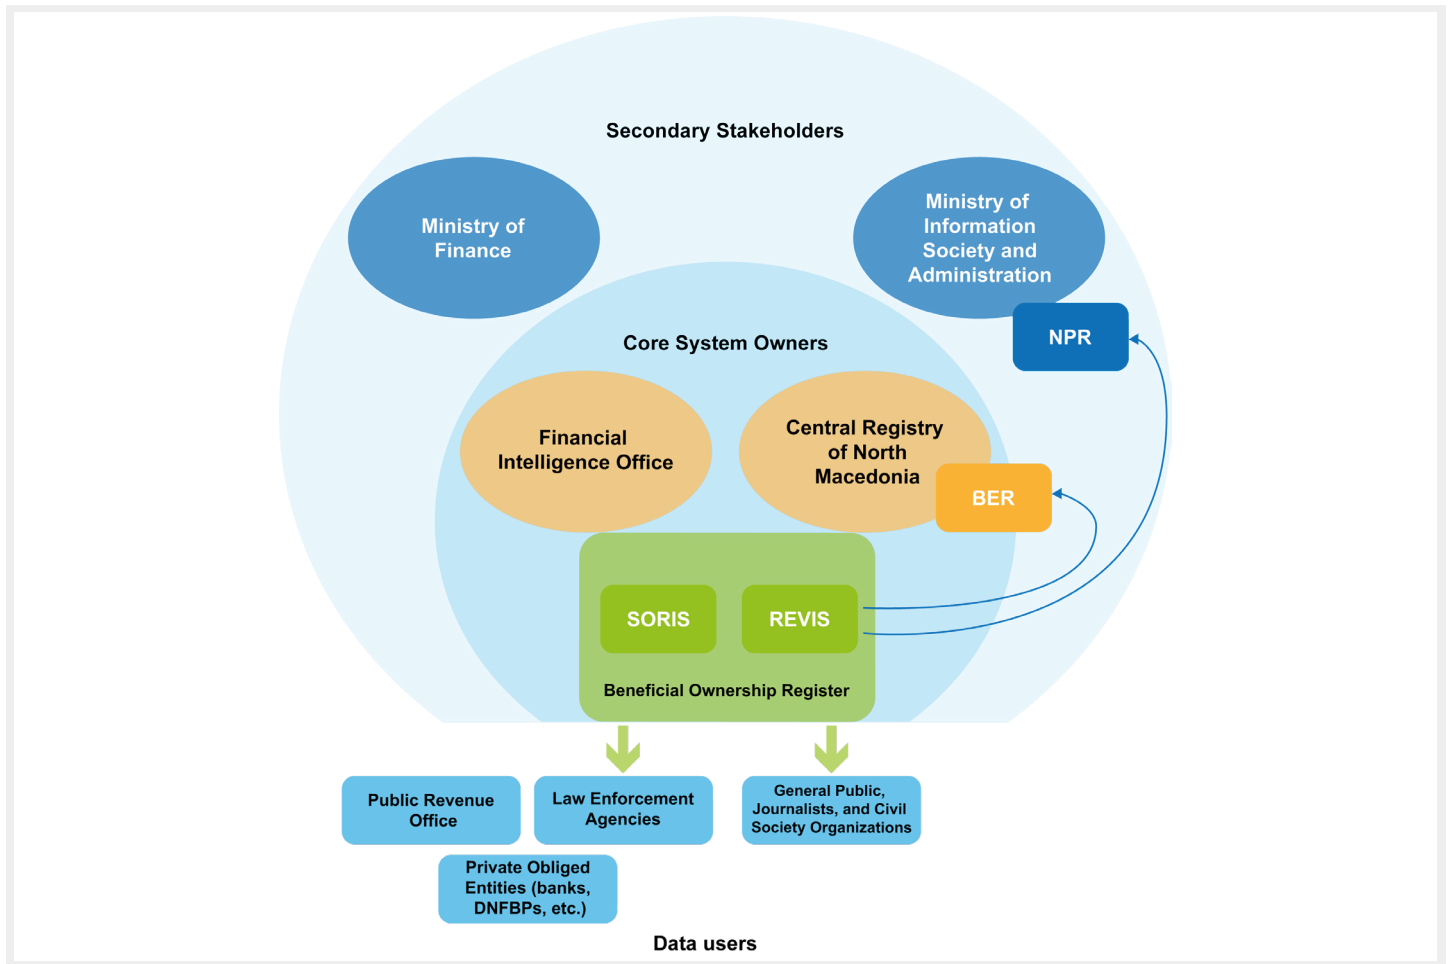 Secondary Stakeholders
Ministry of
Finance
Ministry of
Information
Society and
Administration
NPR
Core System Owners
Financial
Intelligence Office
Central Registry
of North
Macedonia
BER
SORIS
REVIS
Beneficial Ownership Register
Public Revenue
Office
Law Enforcement
Agencies
General Public,
Journalists, and Civil
Society Organizations
Private Obliged
Entities (banks,
DNFBPs, etc.)
Data users